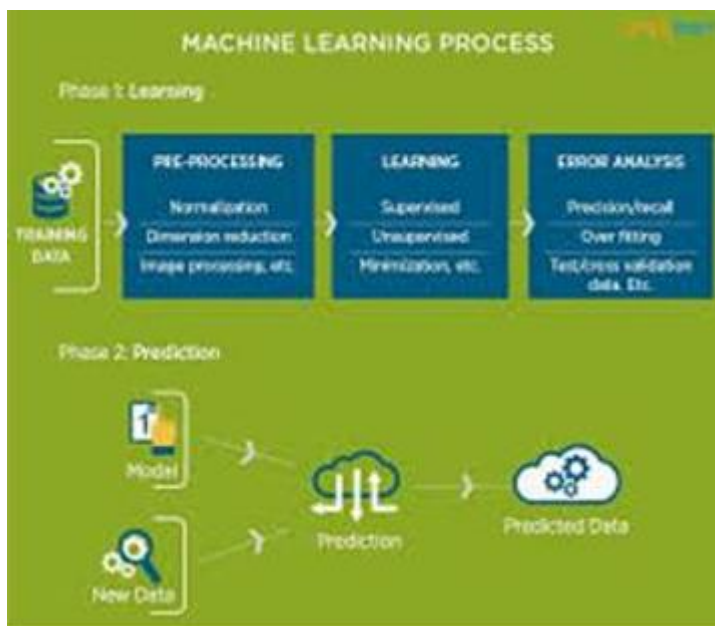 MACHINE LEARNING PROCESS
Phase 1: Learning
TRAINING
DATA
PRE-PROCESSING
Normalization
Dimension reduction
Image processing, etc.
LEARNING
Supervised
Unsupervised
Minimization, etc.
ERROR ANALYSIS
Precision/recall
Over fitting
Test/cross validation
data. Etc.
Phase 2: Prediction
1
Model
New Data
Prediction
Predicted Data